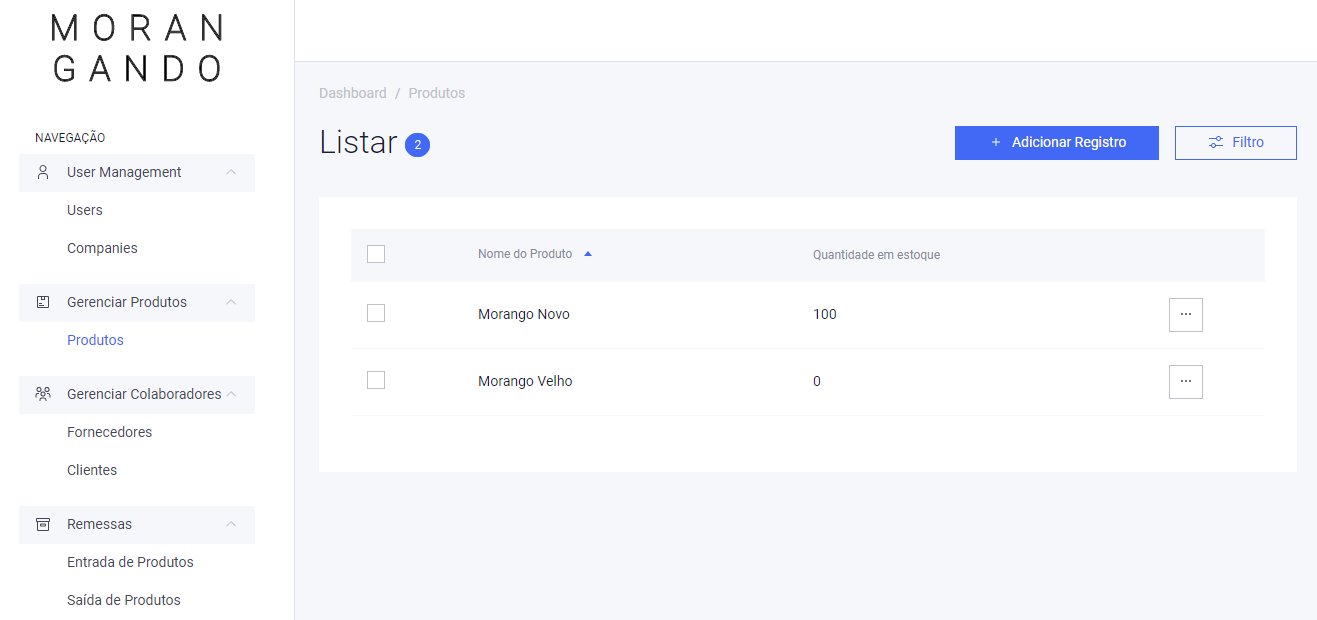 MORAN
GANDO
NAVEGAÇÃO
User Management
Users
Companies
Gerenciar Produtos
Produtos
Gerenciar Colaboradores
Fornecedores
Clientes
Remessas
Entrada de Produtos
Saída de Produtos
Dashboard / Produtos
Listar 2
+ Adicionar Registro
Filtro
Nome do Produto Quantidade em estoque
Morango Novo 100 ...
Morango Velho 0 ...